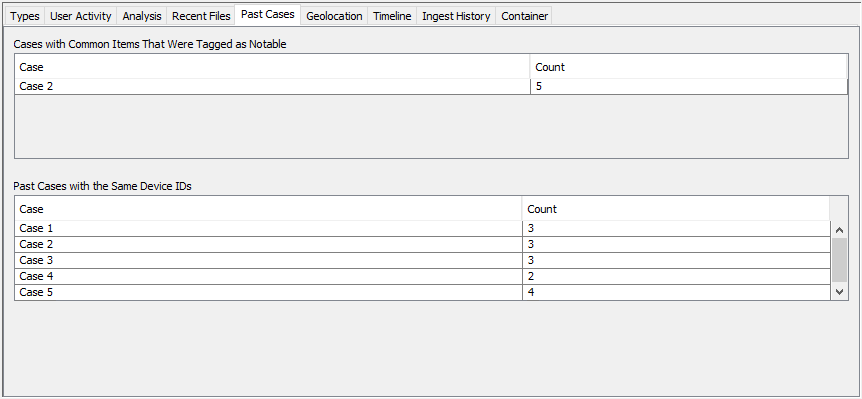 Types User Activity Analysis Recent Files Past Cases Geolocation Timeline Ingest History Container
Cases with Common Items That Were Tagged as Notable
Case Count
Case 2 5
Past Cases with the Same Device IDs
Case Count
Case 1 3
Case 2 3
Case 3 3
Case 4 2
Case 5 4